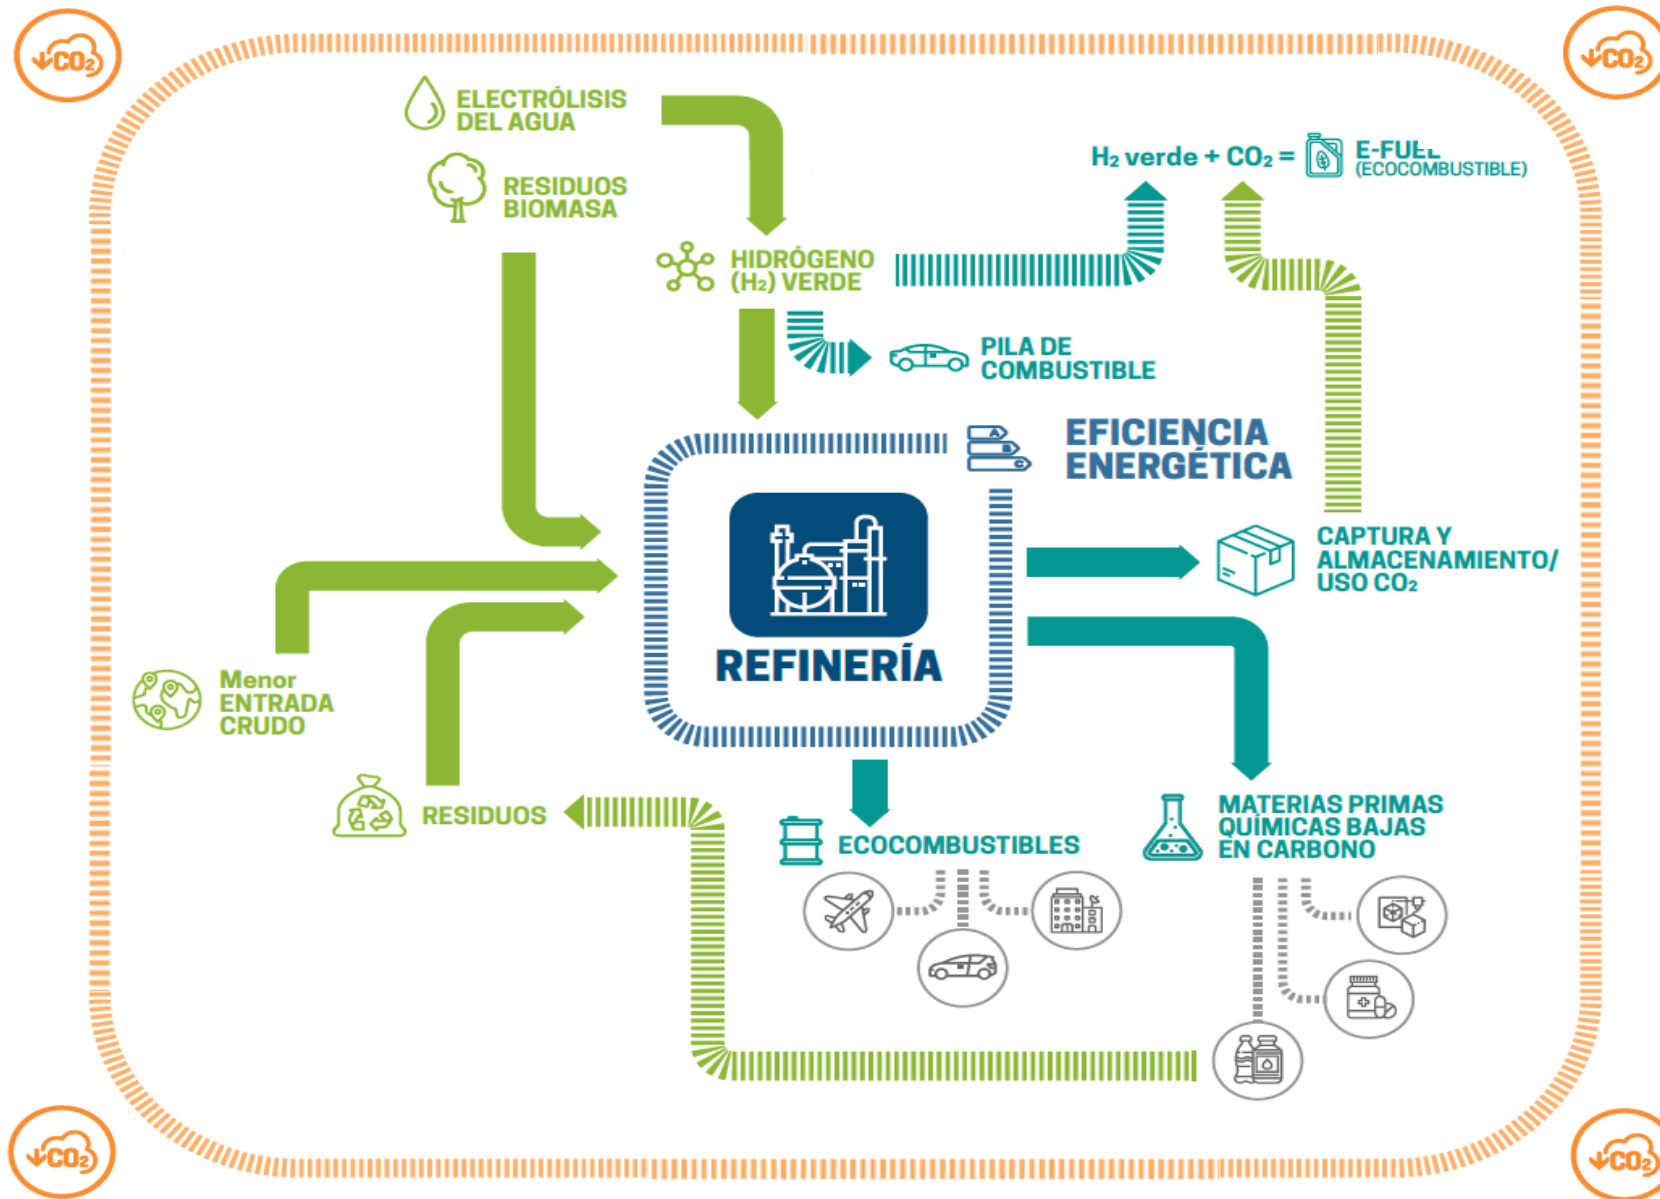 ↓CO₂
↓CO₂
ELECTRÓLISIS
DEL AGUA
RESIDUOS
BIOMASA
H₂ verde + CO₂ =
E-FUEL
(ECOCOMBUSTIBLE)
HIDRÓGENO
(H₂) VERDE
PILA DE
COMBUSTIBLE
A
B
C
EFICIENCIA
ENERGÉTICA
REFINERÍA
CAPTURA Y
ALMACENAMIENTO/
USO CO₂
Menor
ENTRADA
CRUDO
RESIDUOS
ECOCOMBUSTIBLES
MATERIAS PRIMAS
QUÍMICAS BAJAS
EN CARBONO
↓CO₂
↓CO₂